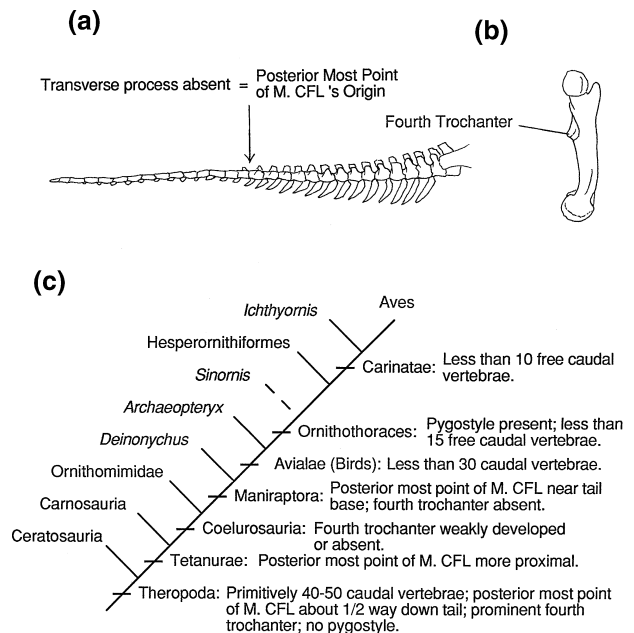 (a)
(b)
Transverse process absent = Posterior Most Point
of M. CFL 's Origin
Fourth Trochanter
(c)
Aves
Ichthyornis
Hesperornithiformes
Carinatae: Less than 10 free caudal
vertebrae.
Sinornis
Archaeopteryx
Ornithothoraces: Pygostyle present; less than
15 free caudal vertebrae.
Deinonychus
Avialae (Birds): Less than 30 caudal vertebrae.
Ornithomimidae
Maniraptora: Posterior most point of M. CFL near tail
base; fourth trochanter absent.
Carnosauria
Coelurosauria: Fourth trochanter weakly developed
or absent.
Ceratosauria
Tetanurae: Posterior most point of M. CFL more proximal.
Theropoda: Primitively 40-50 caudal vertebrae; posterior most point
of M. CFL about 1/2 way down tail; prominent fourth
trochanter; no pygostyle.